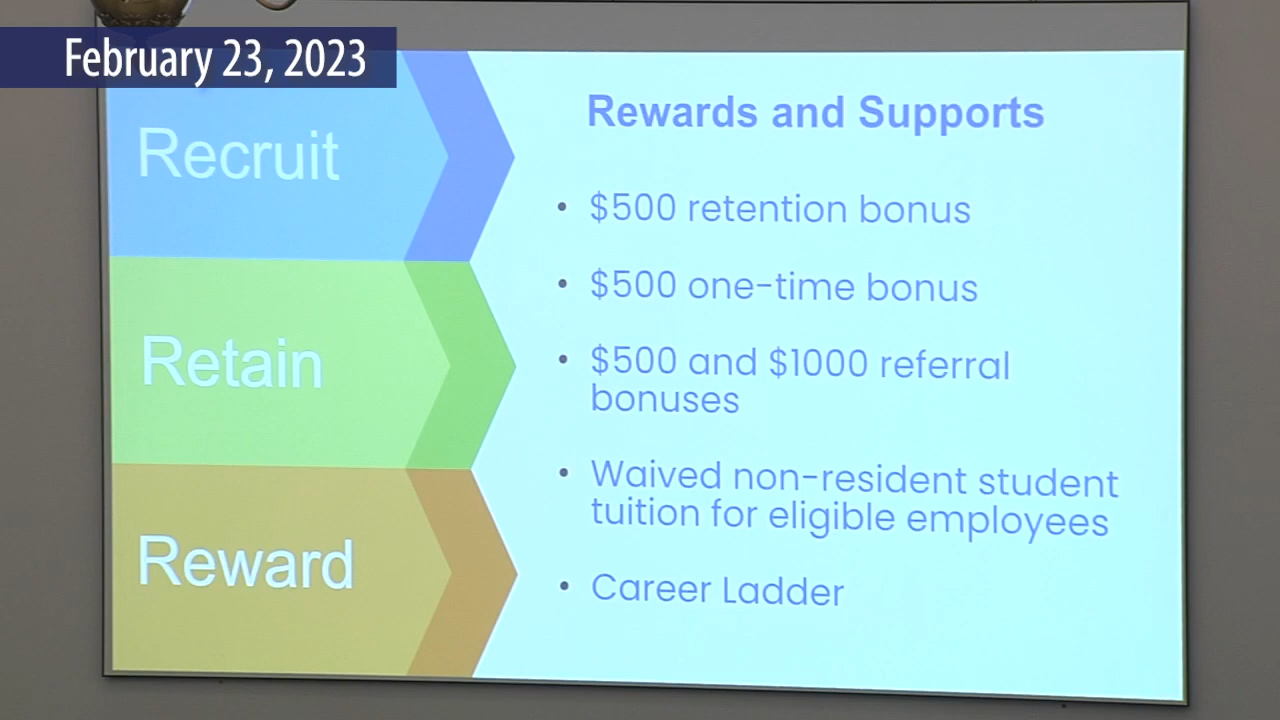 February 23, 2023
Recruit
Retain
Reward
Rewards and Supports
• $500 retention bonus
• $500 one-time bonus
• $500 and $1000 referral
bonuses
• Waived non-resident student
tuition for eligible employees
• Career Ladder